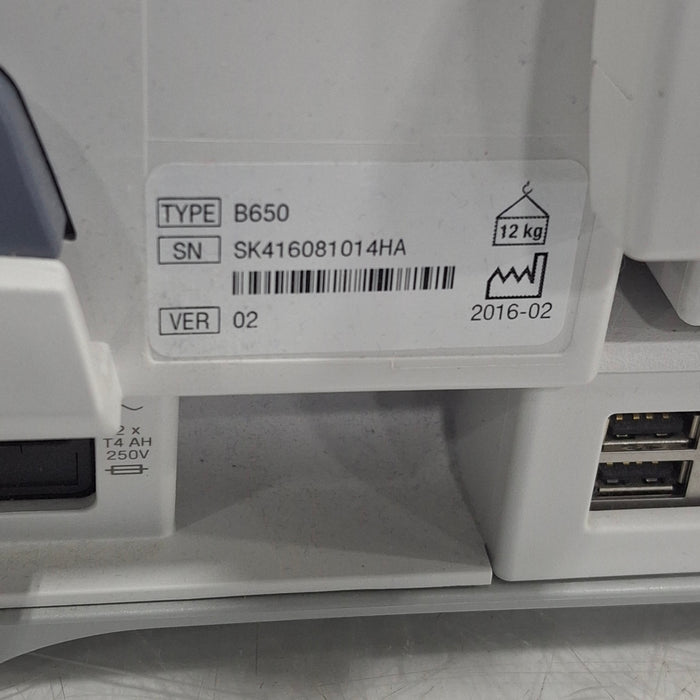 TYPE B650
SN SK416081014HA
VER 02
12 kg
2016-02
2 x
T4 AH
250V